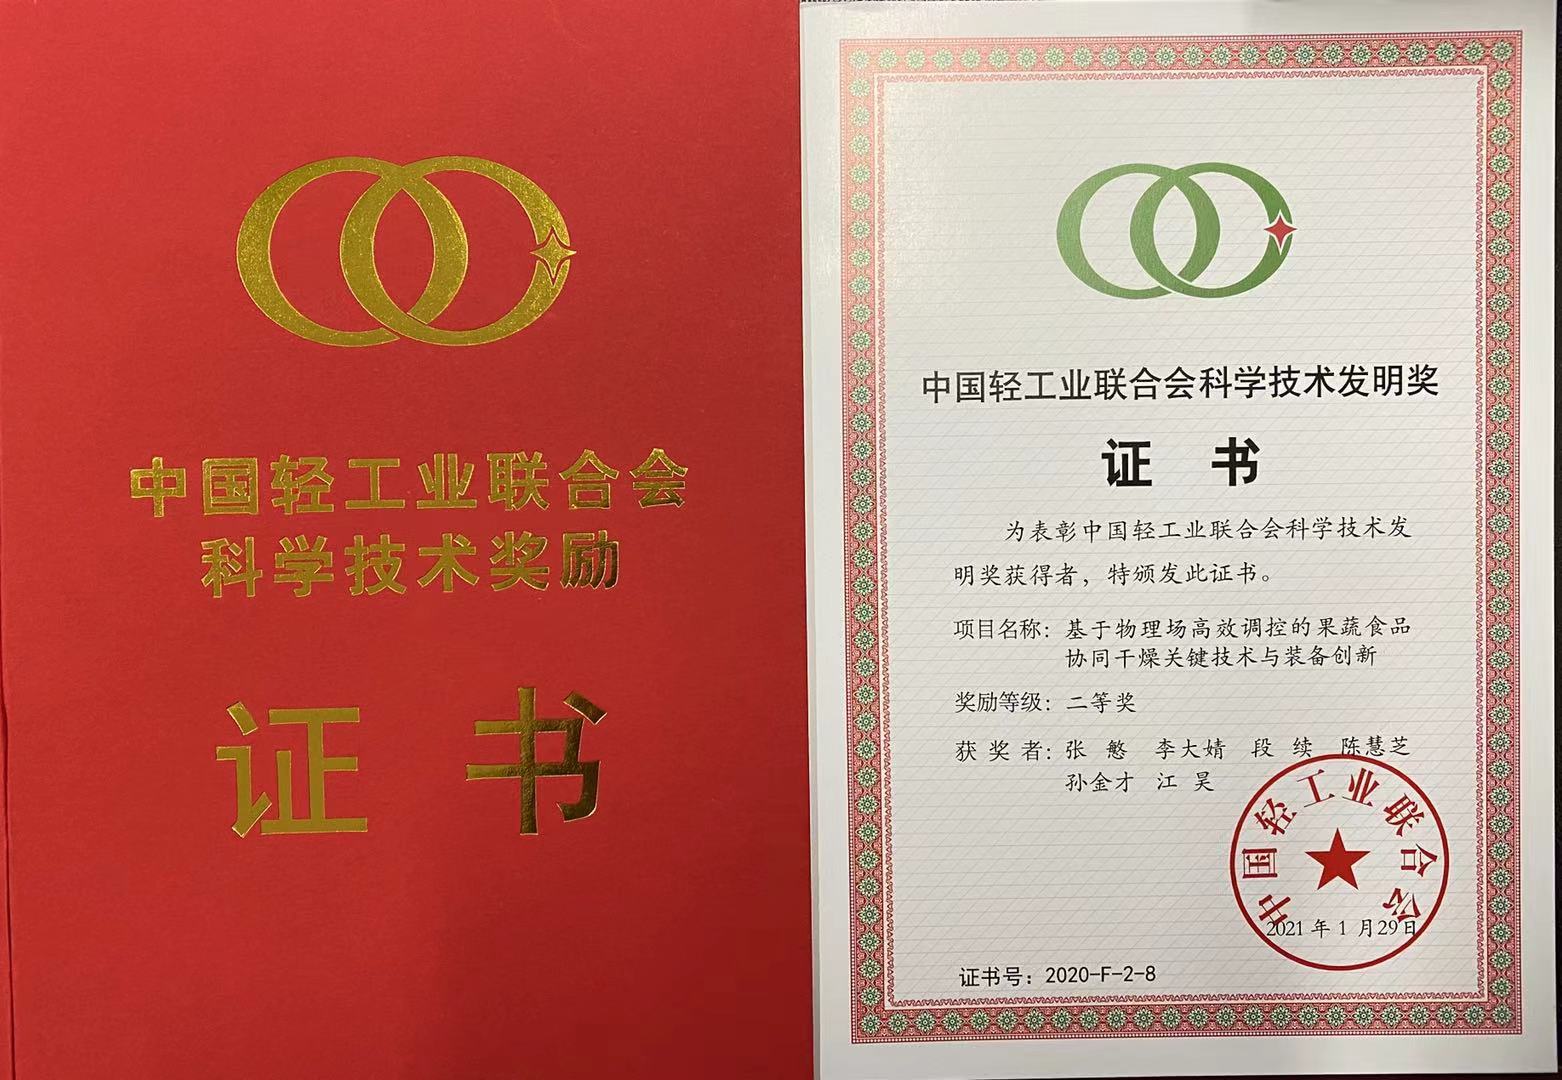 中国轻工业联合会
科学技术奖励
证 书
中国轻工业联合会科学技术发明奖
证 书
为表彰中国轻工业联合会科学技术发
明奖获得者，特颁发此证书。
项目名称：基于物理场高效调控的果蔬食品
协同干燥关键技术与装备创新
奖励等级：二等奖
获 奖 者：张 慜 李大婧 段 续 陈慧芝
孙金才 江 昊
中国轻工业联合会
2021 年 1 月29日
证书号：2020-F-2-8